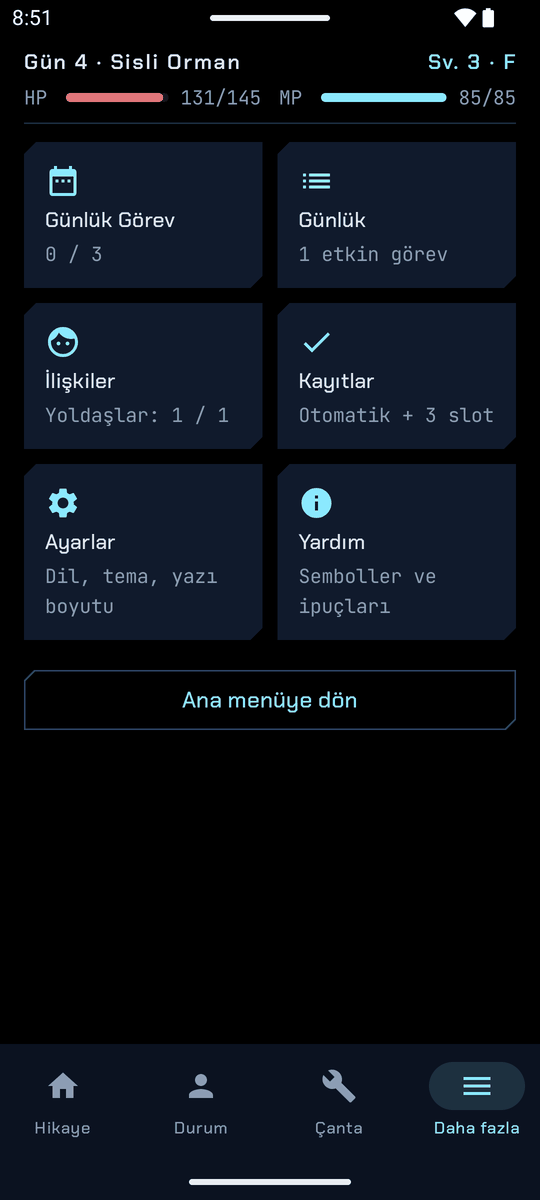 8:51
Gün 4 · Sisli Orman
Sv. 3 · F
HP 131/145 MP 85/85
Günlük Görev
0 / 3
Günlük
1 etkin görev
İlişkiler
Yoldaşlar: 1 / 1
Kayıtlar
Otomatik + 3 slot
Ayarlar
Dil, tema, yazı
boyutu
Yardım
Semboller ve
ipuçları
Ana menüye dön
Hikaye
Durum
Çanta
Daha fazla